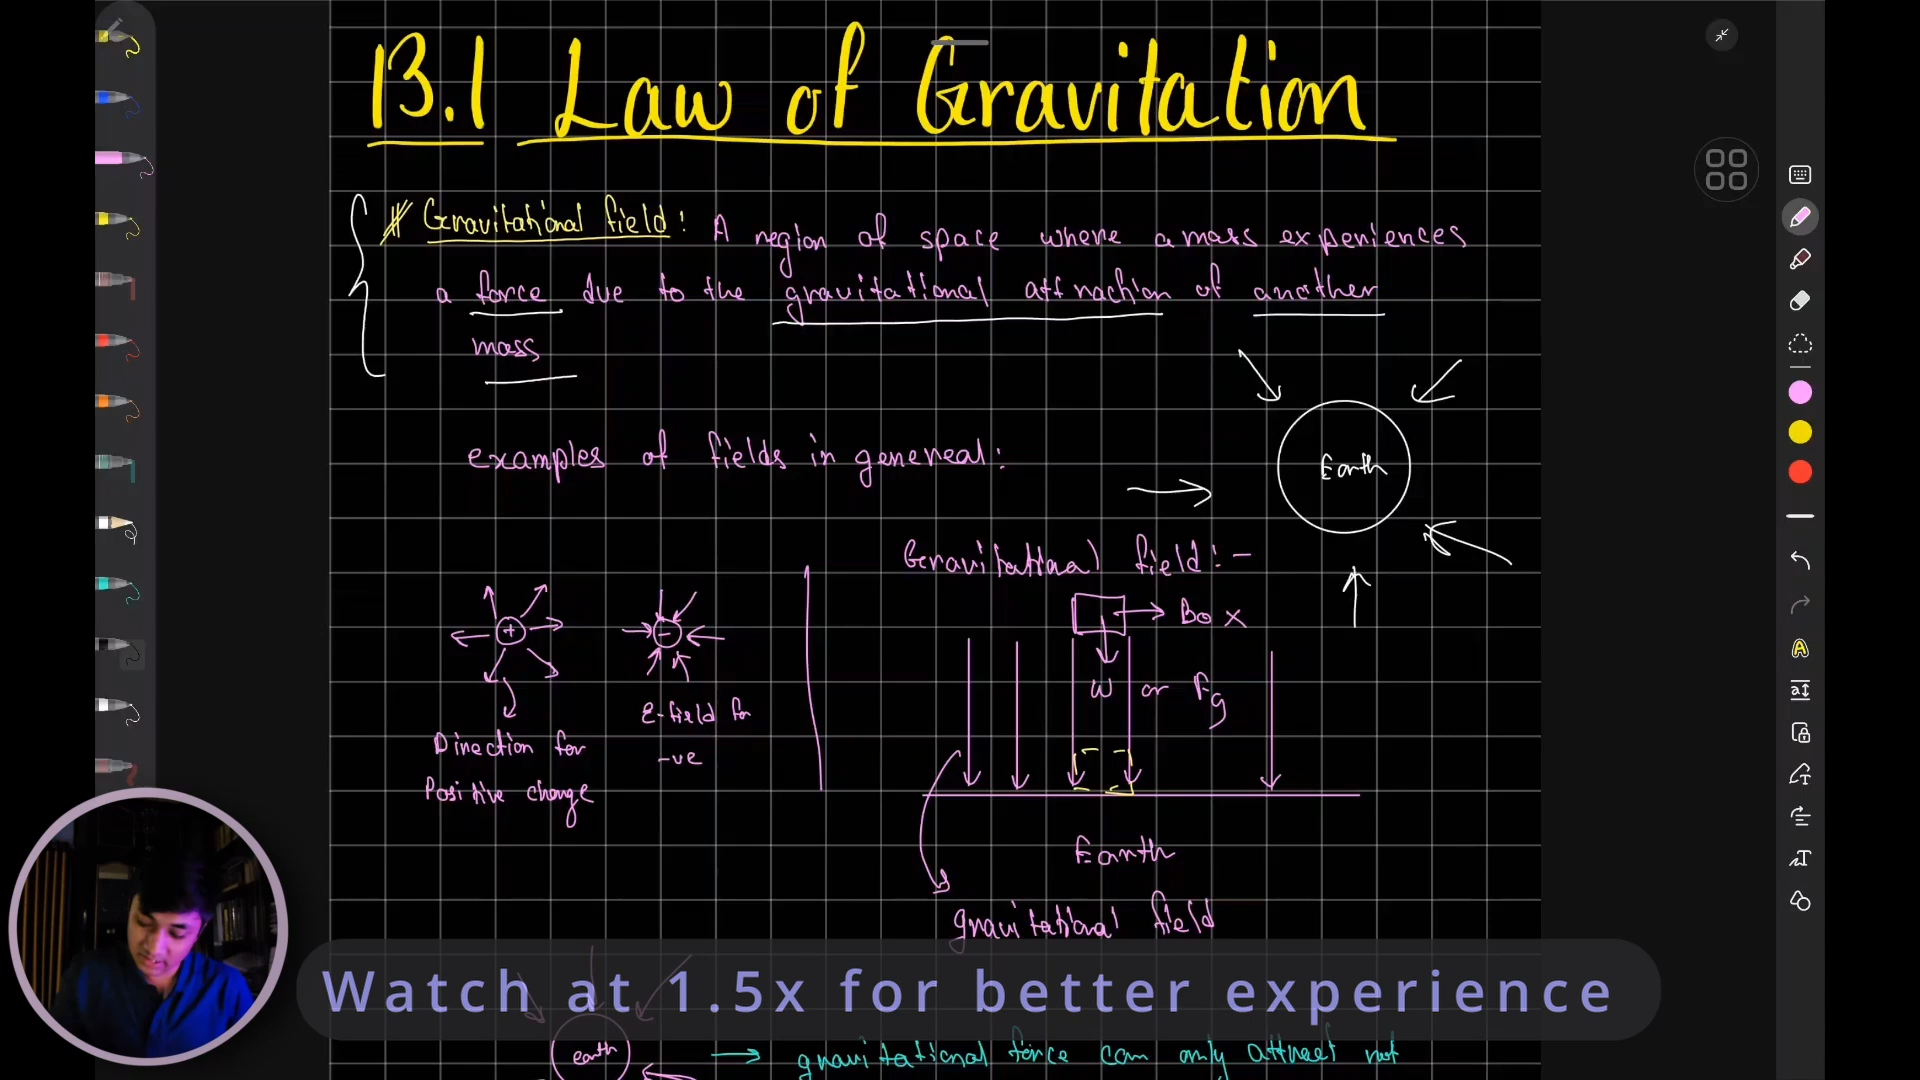 13.1 Law of Gravitation
# Gravitational field: A region of space where a mass experiences
a force due to the gravitational attraction of another
mass
Earth
examples of fields in genereal:
Gravitational field:-
Box
+
-
W or Fg
E-field for
-ve
Direction for
Positive charge
Earth
gravitational field
Watch at 1.5x for better experience
earth
→ gravitational force can only attract not